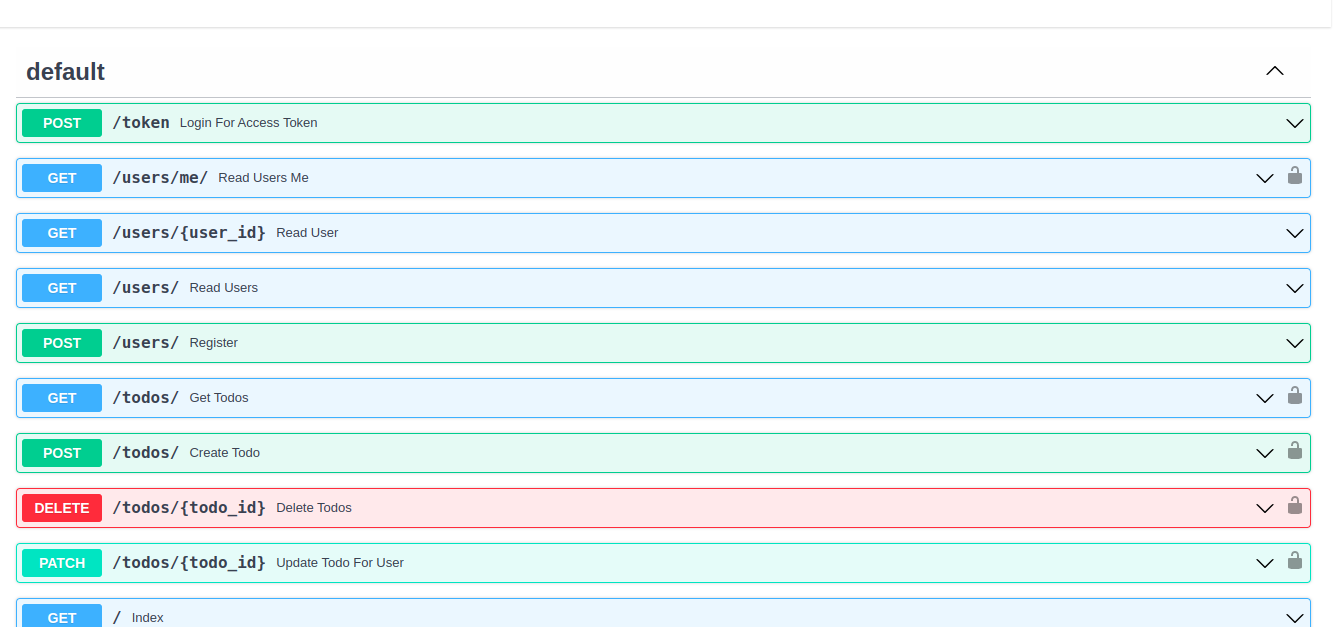 default
POST /token Login For Access Token
GET /users/me/ Read Users Me
GET /users/{user_id} Read User
GET /users/ Read Users
POST /users/ Register
GET /todos/ Get Todos
POST /todos/ Create Todo
DELETE /todos/{todo_id} Delete Todos
PATCH /todos/{todo_id} Update Todo For User
GET / Index